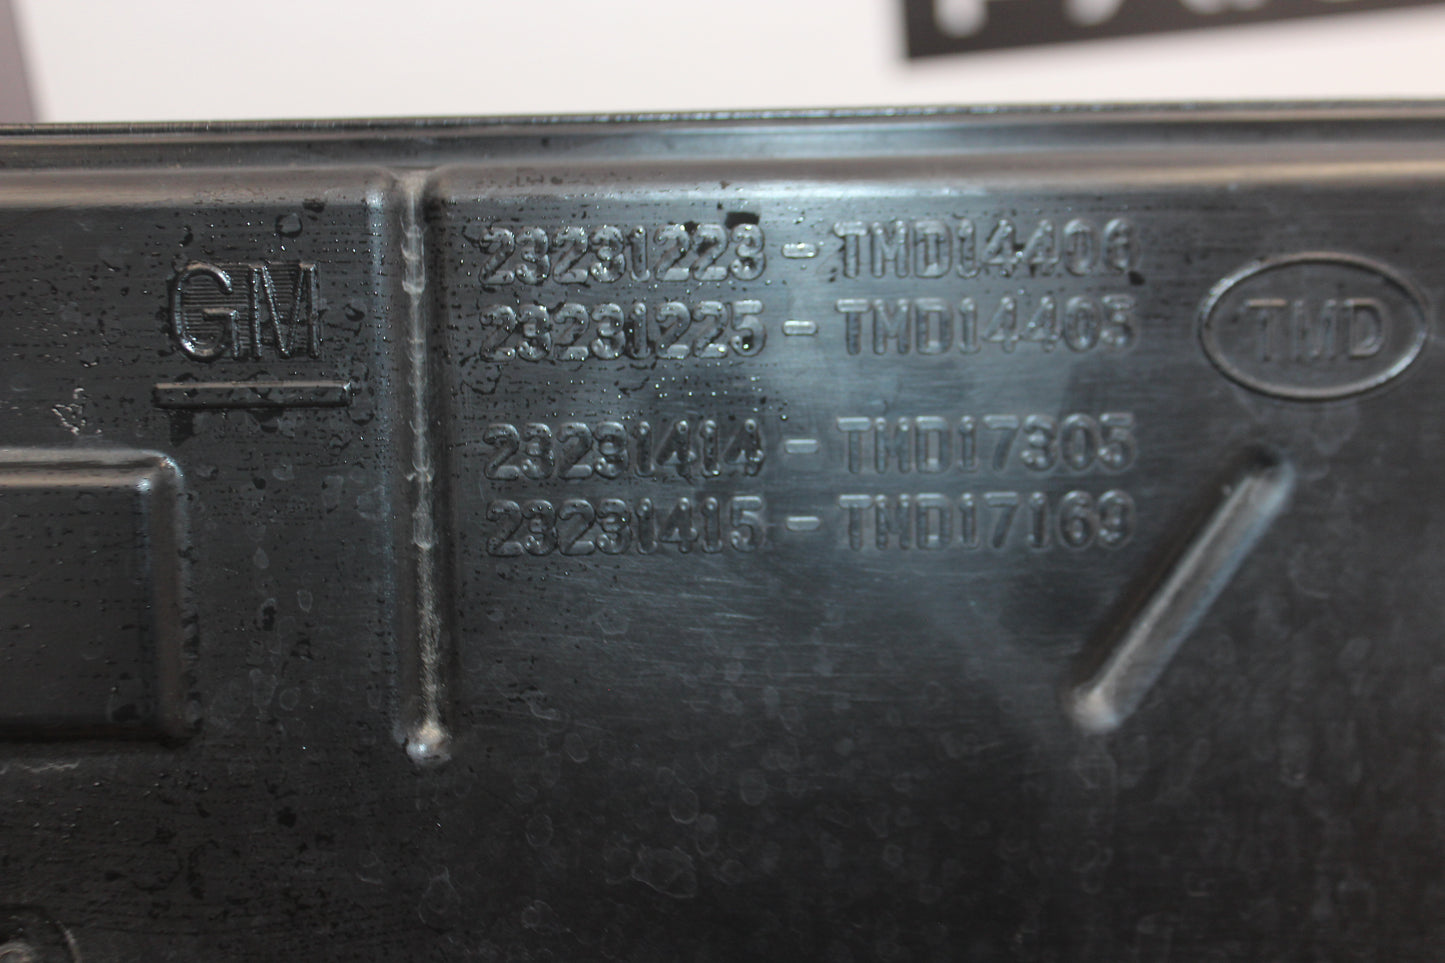 GM
23231223 - TMD14406
23231225 - TMD14405
TMD
23231414 - TMD17305
23231415 - TMD17169